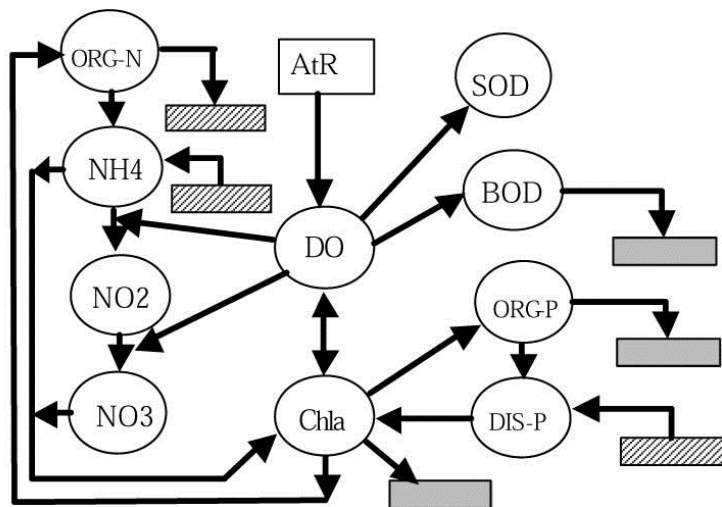 ORG-N
AtR
SOD
NH4
BOD
DO
NO2
ORG-P
NO3
Chla
DIS-P